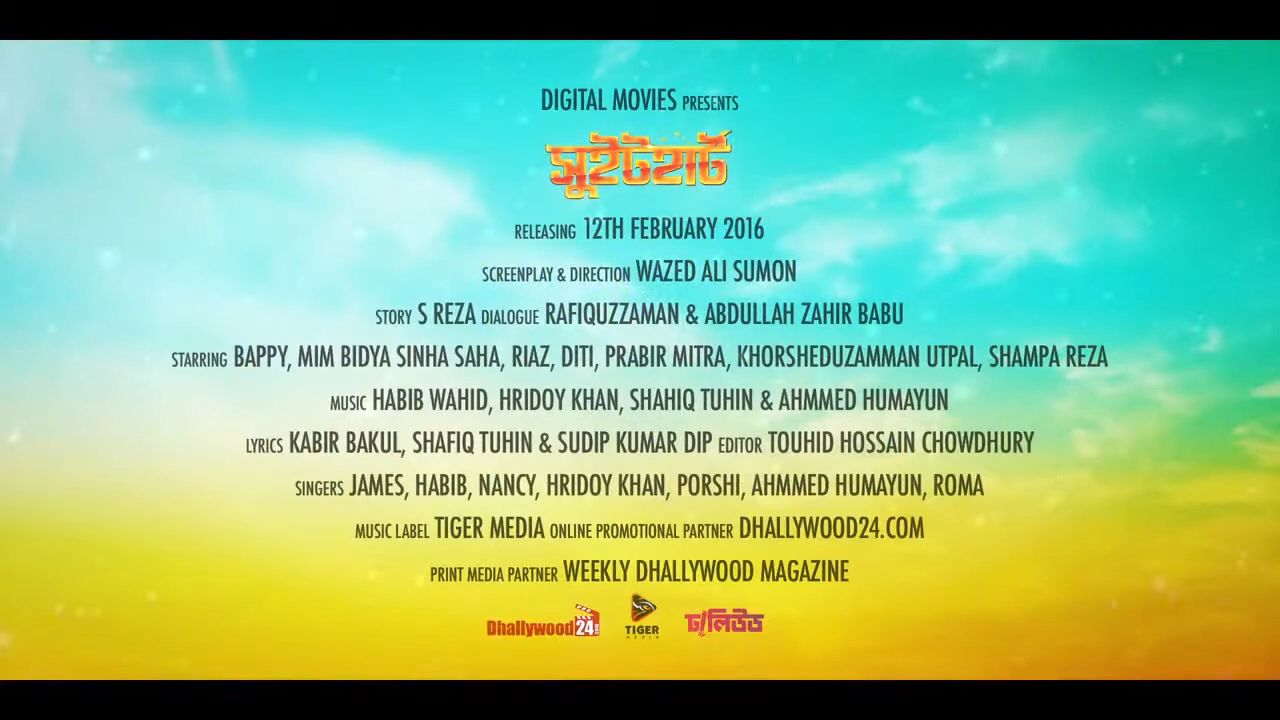 DIGITAL MOVIES PRESENTS
সুইটহার্ট
RELEASING 12TH FEBRUARY 2016
SCREENPLAY & DIRECTION WAZED ALI SUMON
STORY S REZA DIALOGUE RAFIQUZZAMAN & ABDULLAH ZAHIR BABU
STARRING BAPPY, MIM BIDYA SINHA SAHA, RIAZ, DITI, PRABIR MITRA, KHORSHEDUZAMMAN UTPAL, SHAMPA REZA
MUSIC HABIB WAHID, HRIDOY KHAN, SHAHIQ TUHIN & AHMMED HUMAYUN
LYRICS KABIR BAKUL, SHAFIQ TUHIN & SUDIP KUMAR DIP EDITOR TOUHID HOSSAIN CHOWDHURY
SINGERS JAMES, HABIB, NANCY, HRIDOY KHAN, PORSHI, AHMMED HUMAYUN, ROMA
MUSIC LABEL TIGER MEDIA ONLINE PROMOTIONAL PARTNER DHALLYWOOD24.COM
PRINT MEDIA PARTNER WEEKLY DHALLYWOOD MAGAZINE
Dhallywood24.com TIGER MEDIA ঢালিউড